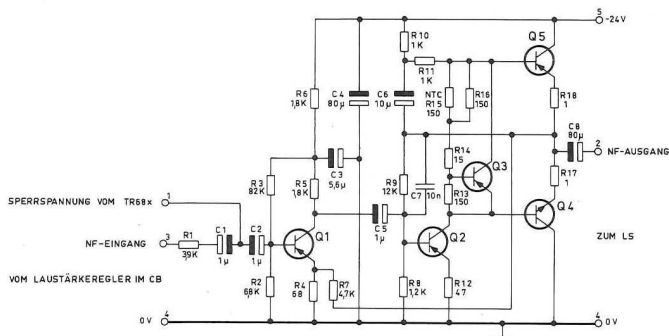 5
-24V
R10
1K
Q5
R11
1K
R6
1,8K
C4
80µ
C6
10µ
NTC
R15
150
R16
150
R18
1
C8
80µ
2
NF-AUSGANG
R14
15
Q3
R3
82K
C3
5,6µ
R9
12K
C7
10n
R13
150
R17
1
SPERRSPANNUNG VOM TR68x
1
R5
1,8K
C5
1µ
Q4
NF-EINGANG
3
R1
3,9K
C1
1µ
C2
1µ
Q1
Q2
ZUM LS
VOM LAUSTÄRKEREGLER IM CB
R2
6,8K
R4
68
R7
4,7K
R8
1,2K
R12
47
0V
4
4
0V